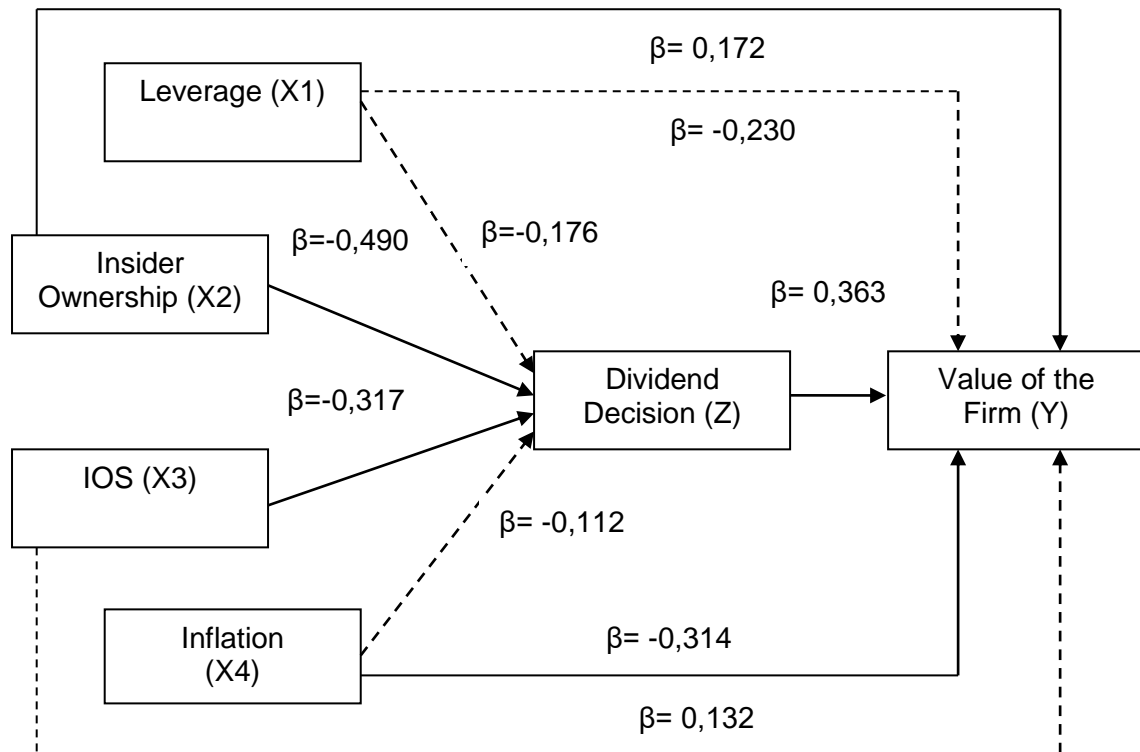 β= 0,172
Leverage (X1)
β= -0,230
β=-0,490
β=-0,176
Insider
Ownership (X2)
β= 0,363
Dividend
Decision (Z)
Value of the
Firm (Y)
β=-0,317
IOS (X3)
β= -0,112
Inflation
(X4)
β= -0,314
β= 0,132